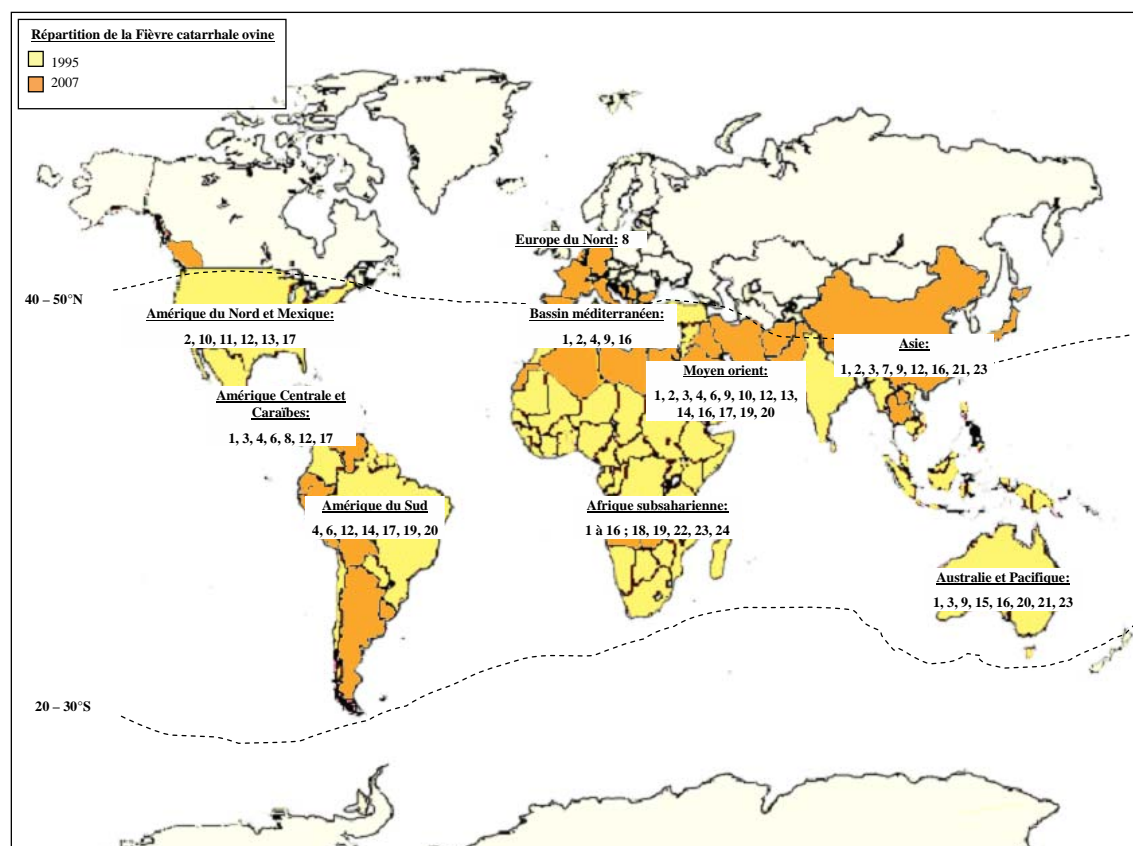 Répartition de la Fièvre catarrhale ovine
1995
2007
Europe du Nord: 8
40 – 50°N
Amérique du Nord et Mexique:
2, 10, 11, 12, 13, 17
Bassin méditerranéen:
1, 2, 4, 9, 16
Asie:
1, 2, 3, 7, 9, 12, 16, 21, 23
Moyen orient:
1, 2, 3, 4, 6, 9, 10, 12, 13,
14, 16, 17, 19, 20
Amérique Centrale et
Caraïbes:
1, 3, 4, 6, 8, 12, 17
Amérique du Sud
4, 6, 12, 14, 17, 19, 20
Afrique subsaharienne:
1 à 16 ; 18, 19, 22, 23, 24
Australie et Pacifique:
1, 3, 9, 15, 16, 20, 21, 23
20 – 30°S